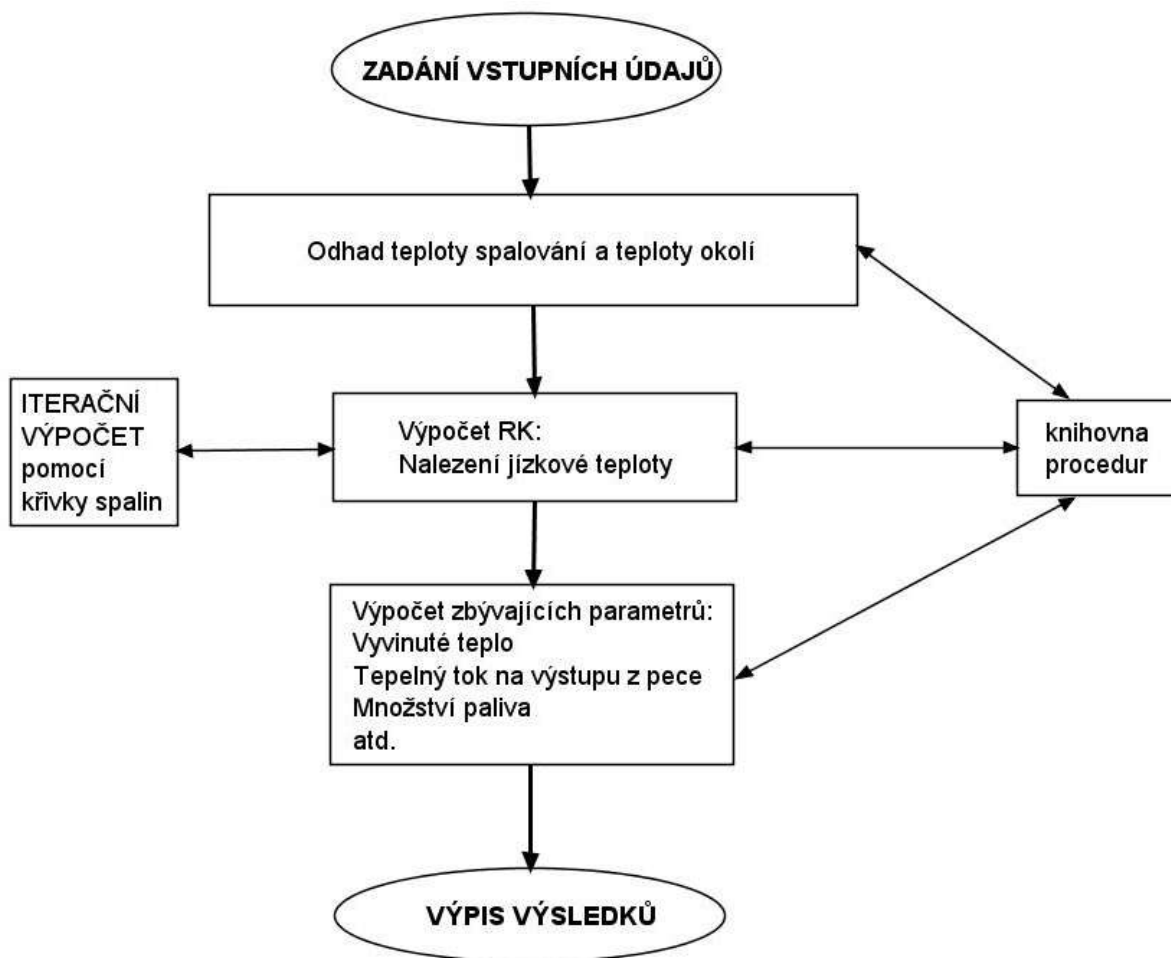 ZADÁNÍ VSTUPNÍCH ÚDAJŮ
Odhad teploty spalování a teploty okolí
ITERAČNÍ
VÝPOČET
pomocí
křivky spalin
Výpočet RK:
Nalezení jízkové teploty
knihovna
procedur
Výpočet zbývajících parametrů:
Vyvinuté teplo
Tepelný tok na výstupu z pece
Množství paliva
atd.
VÝPIS VÝSLEDKŮ